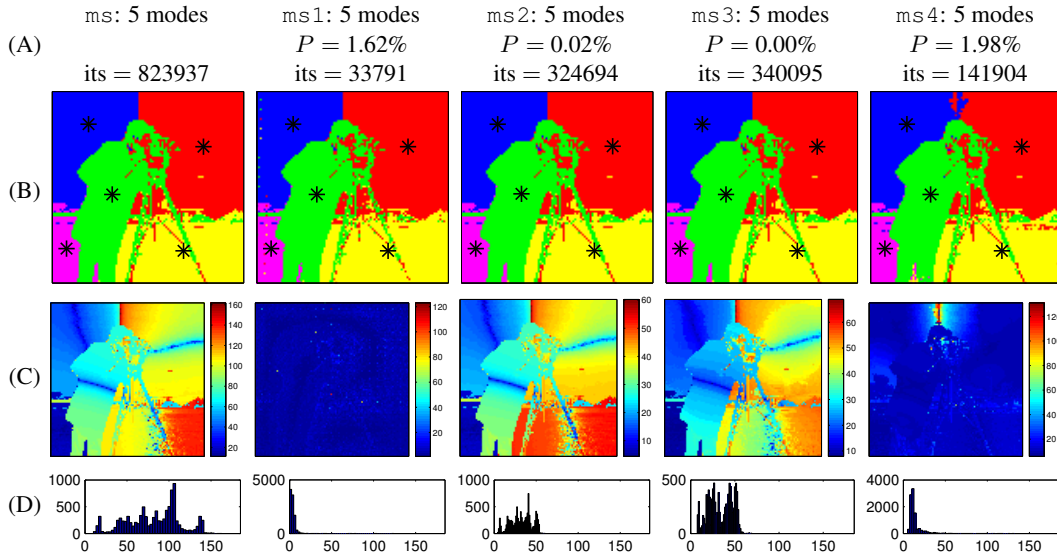 ms: 5 modes ms1: 5 modes ms2: 5 modes ms3: 5 modes ms4: 5 modes
(A) P = 1.62% P = 0.02% P = 0.00% P = 1.98%
its = 823937 its = 33791 its = 324694 its = 340095 its = 141904
(B)
(C)
160 140 120 100 80 60 40 20
120 100 80 60 40 20
60 50 40 30 20 10
60 50 40 30 20 10
120 100 80 60 40 20
(D)
1000 500 0
5000 0
1000 500 0
500 0
4000 2000 0
0 50 100 150 0 50 100 150 0 50 100 150 0 50 100 150 0 50 100 150